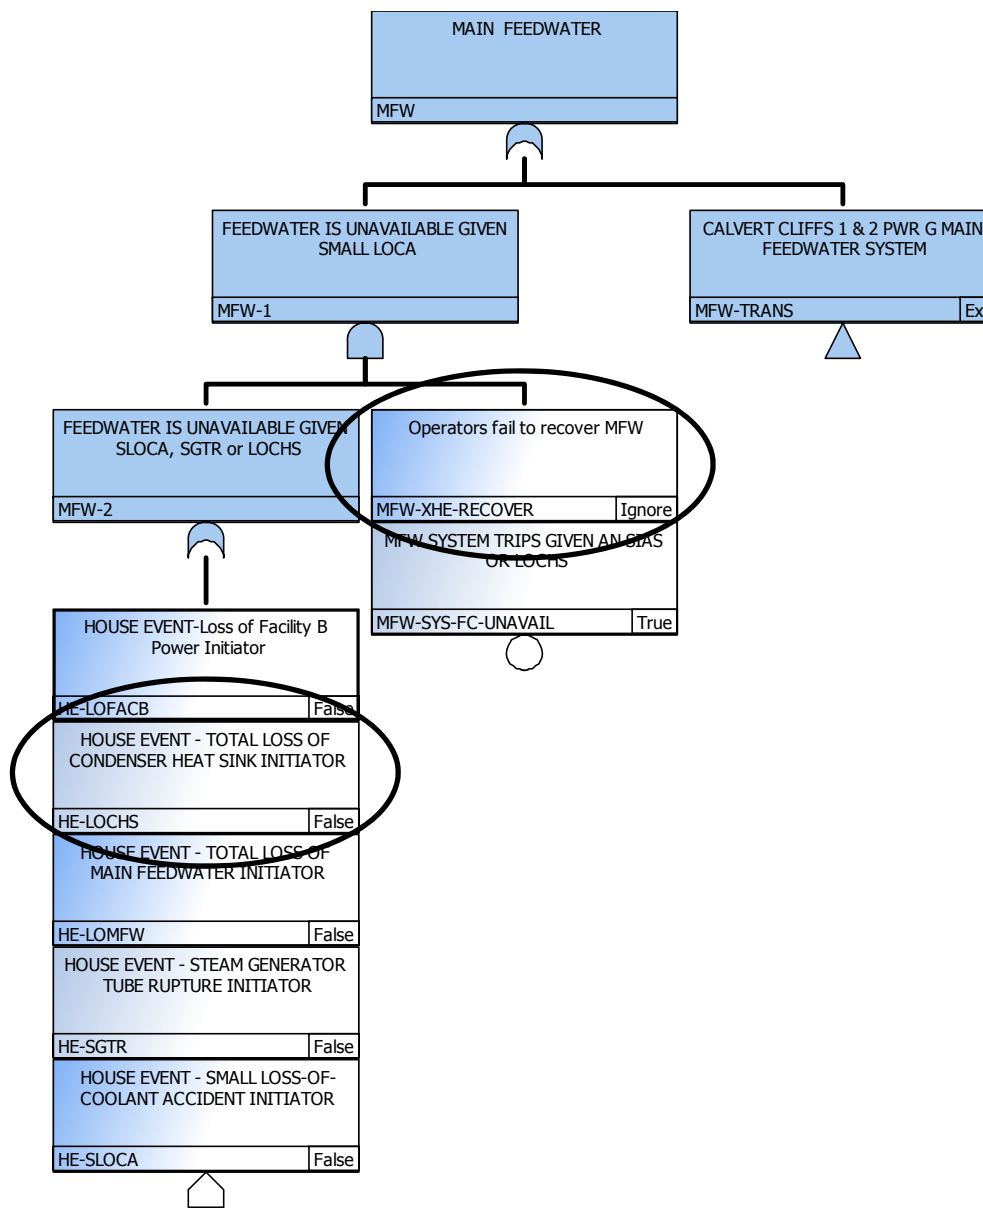 MAIN FEEDWATER
MFW
FEEDWATER IS UNAVAILABLE GIVEN
SMALL LOCA
MFW-1
CALVERT CLIFFS 1 & 2 PWR G MAIN
FEEDWATER SYSTEM
MFW-TRANS
Ex
FEEDWATER IS UNAVAILABLE GIVEN
SLOCA, SGTR or LOCHS
MFW-2
Operators fail to recover MFW
MFW-XHE-RECOVER
Ignore
MFW SYSTEM TRIPS GIVEN AN SIAS
OR LOCHS
MFW-SYS-FC-UNAVAIL
True
HOUSE EVENT-Loss of Facility B
Power Initiator
HE-LOFACB
False
HOUSE EVENT - TOTAL LOSS OF
CONDENSER HEAT SINK INITIATOR
HE-LOCHS
False
HOUSE EVENT - TOTAL LOSS OF
MAIN FEEDWATER INITIATOR
HE-LOMFW
False
HOUSE EVENT - STEAM GENERATOR
TUBE RUPTURE INITIATOR
HE-SGTR
False
HOUSE EVENT - SMALL LOSS-OF-
COOLANT ACCIDENT INITIATOR
HE-SLOCA
False